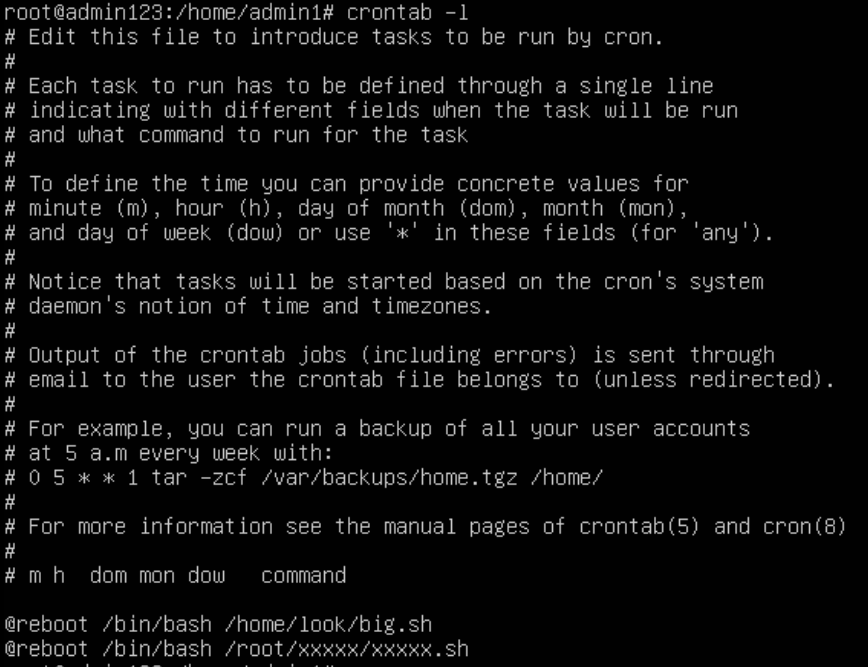 root@admin123:/home/admin1# crontab -l
# Edit this file to introduce tasks to be run by cron.
#
# Each task to run has to be defined through a single line
# indicating with different fields when the task will be run
# and what command to run for the task
#
# To define the time you can provide concrete values for
# minute (m), hour (h), day of month (dom), month (mon),
# and day of week (dow) or use '*' in these fields (for 'any').
#
# Notice that tasks will be started based on the cron's system
# daemon's notion of time and timezones.
#
# Output of the crontab jobs (including errors) is sent through
# email to the user the crontab file belongs to (unless redirected).
#
# For example, you can run a backup of all your user accounts
# at 5 a.m every week with:
# 0 5 * * 1 tar -zcf /var/backups/home.tgz /home/
#
# For more information see the manual pages of crontab(5) and cron(8)
#
# m h  dom mon dow   command
@reboot /bin/bash /home/look/big.sh
@reboot /bin/bash /root/xxxxx/xxxxx.sh